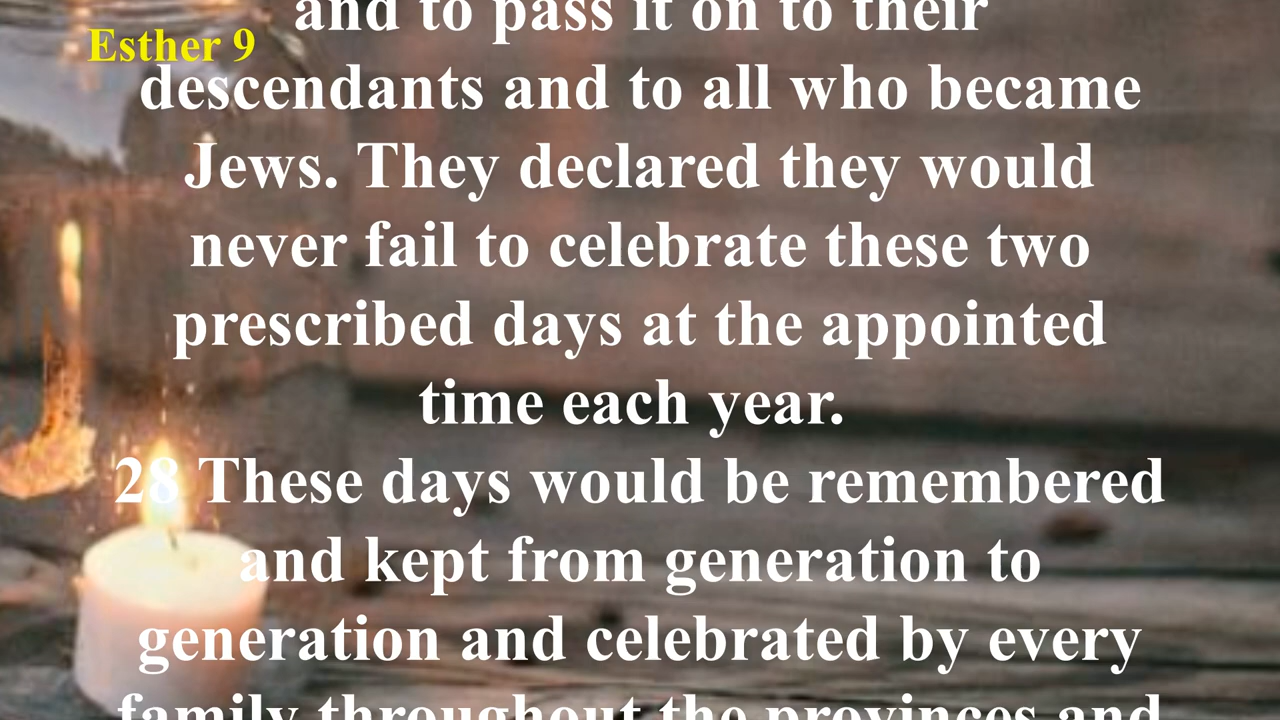 and to pass it on to their
Esther 9
descendants and to all who became
Jews. They declared they would
never fail to celebrate these two
prescribed days at the appointed
time each year.
28 These days would be remembered
and kept from generation to
generation and celebrated by every
family throughout the provinces and